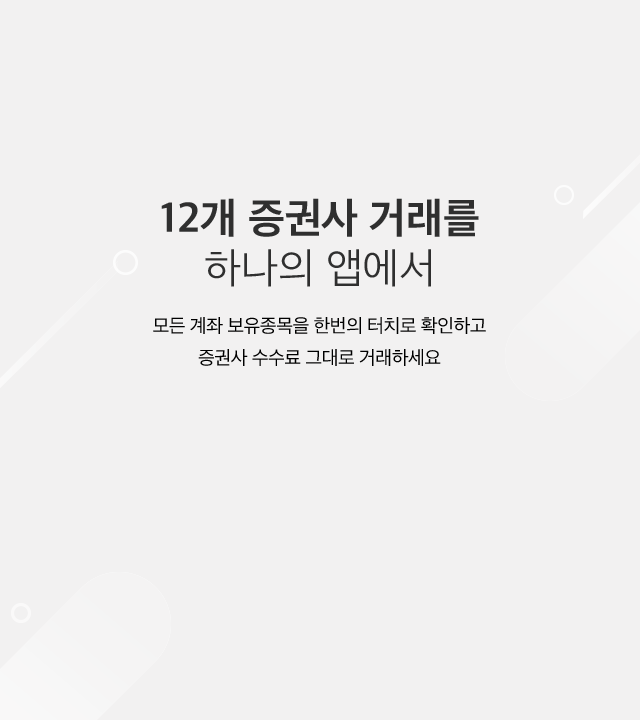 12개 증권사 거래를
하나의 앱에서
모든 계좌 보유종목을 한번의 터치로 확인하고
증권사 수수료 그대로 거래하세요